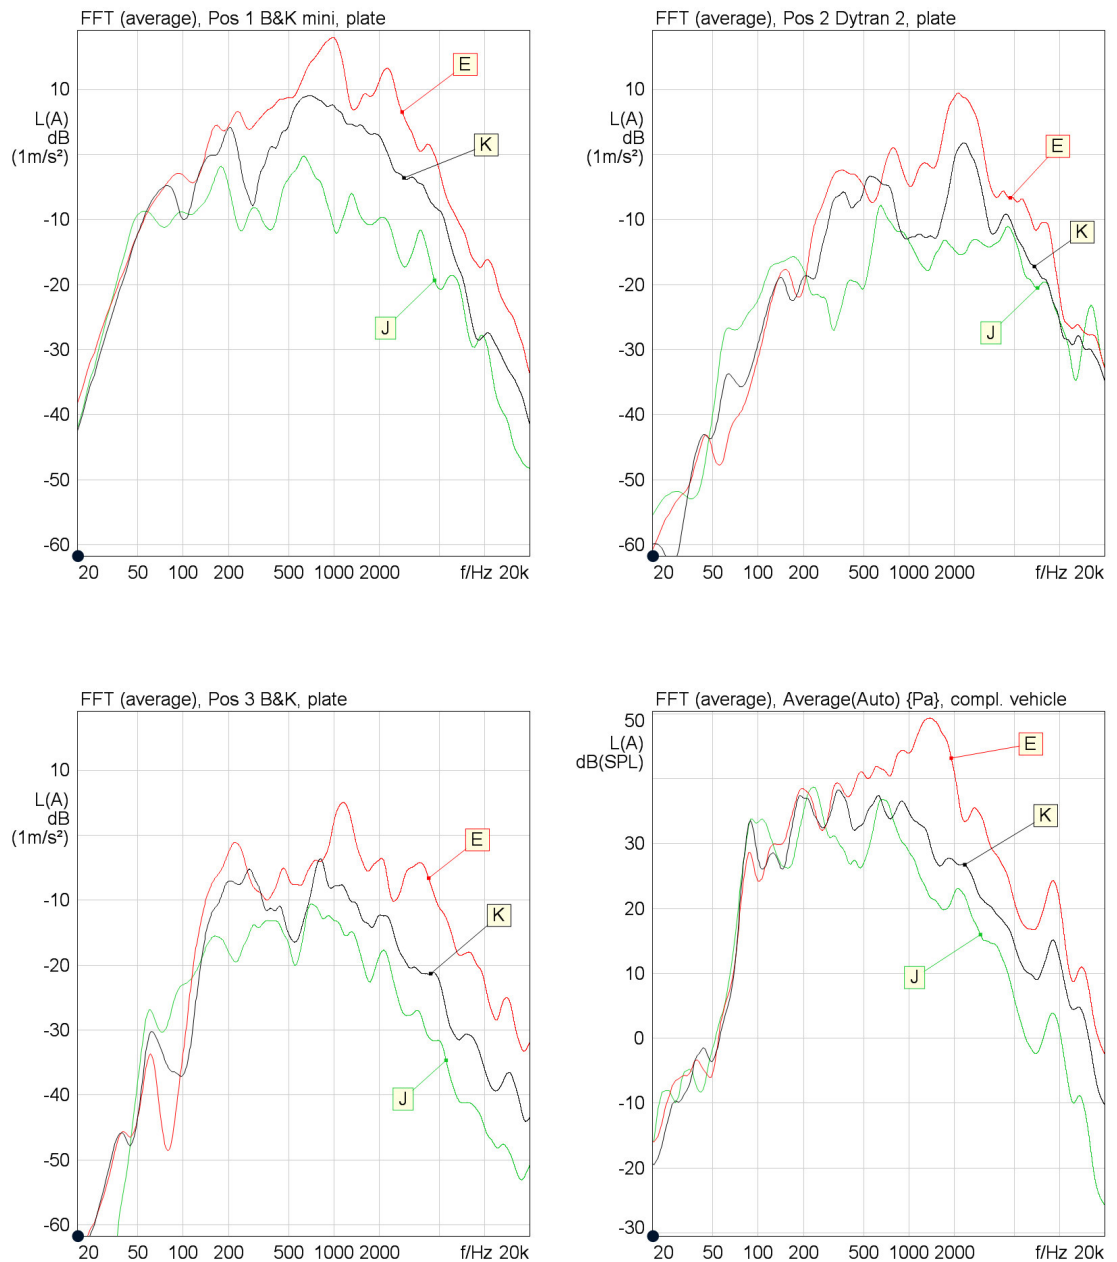 FFT (average), Pos 1 B&K mini, plate
10
L(A)
dB
(1m/s²)
-10
-20
-30
-40
-50
-60
E
K
J
20 50 100 200 500 1000 2000 f/Hz 20k
FFT (average), Pos 2 Dytran 2, plate
10
L(A)
dB
(1m/s²)
-10
-20
-30
-40
-50
-60
E
K
J
20 50 100 200 500 1000 2000 f/Hz 20k
FFT (average), Pos 3 B&K, plate
10
L(A)
dB
(1m/s²)
-10
-20
-30
-40
-50
-60
E
K
J
20 50 100 200 500 1000 2000 f/Hz 20k
FFT (average), Average(Auto) {Pa}, compl. vehicle
50
L(A)
dB(SPL)
30
20
10
0
-10
-20
-30
E
K
J
20 50 100 200 500 1000 2000 f/Hz 20k